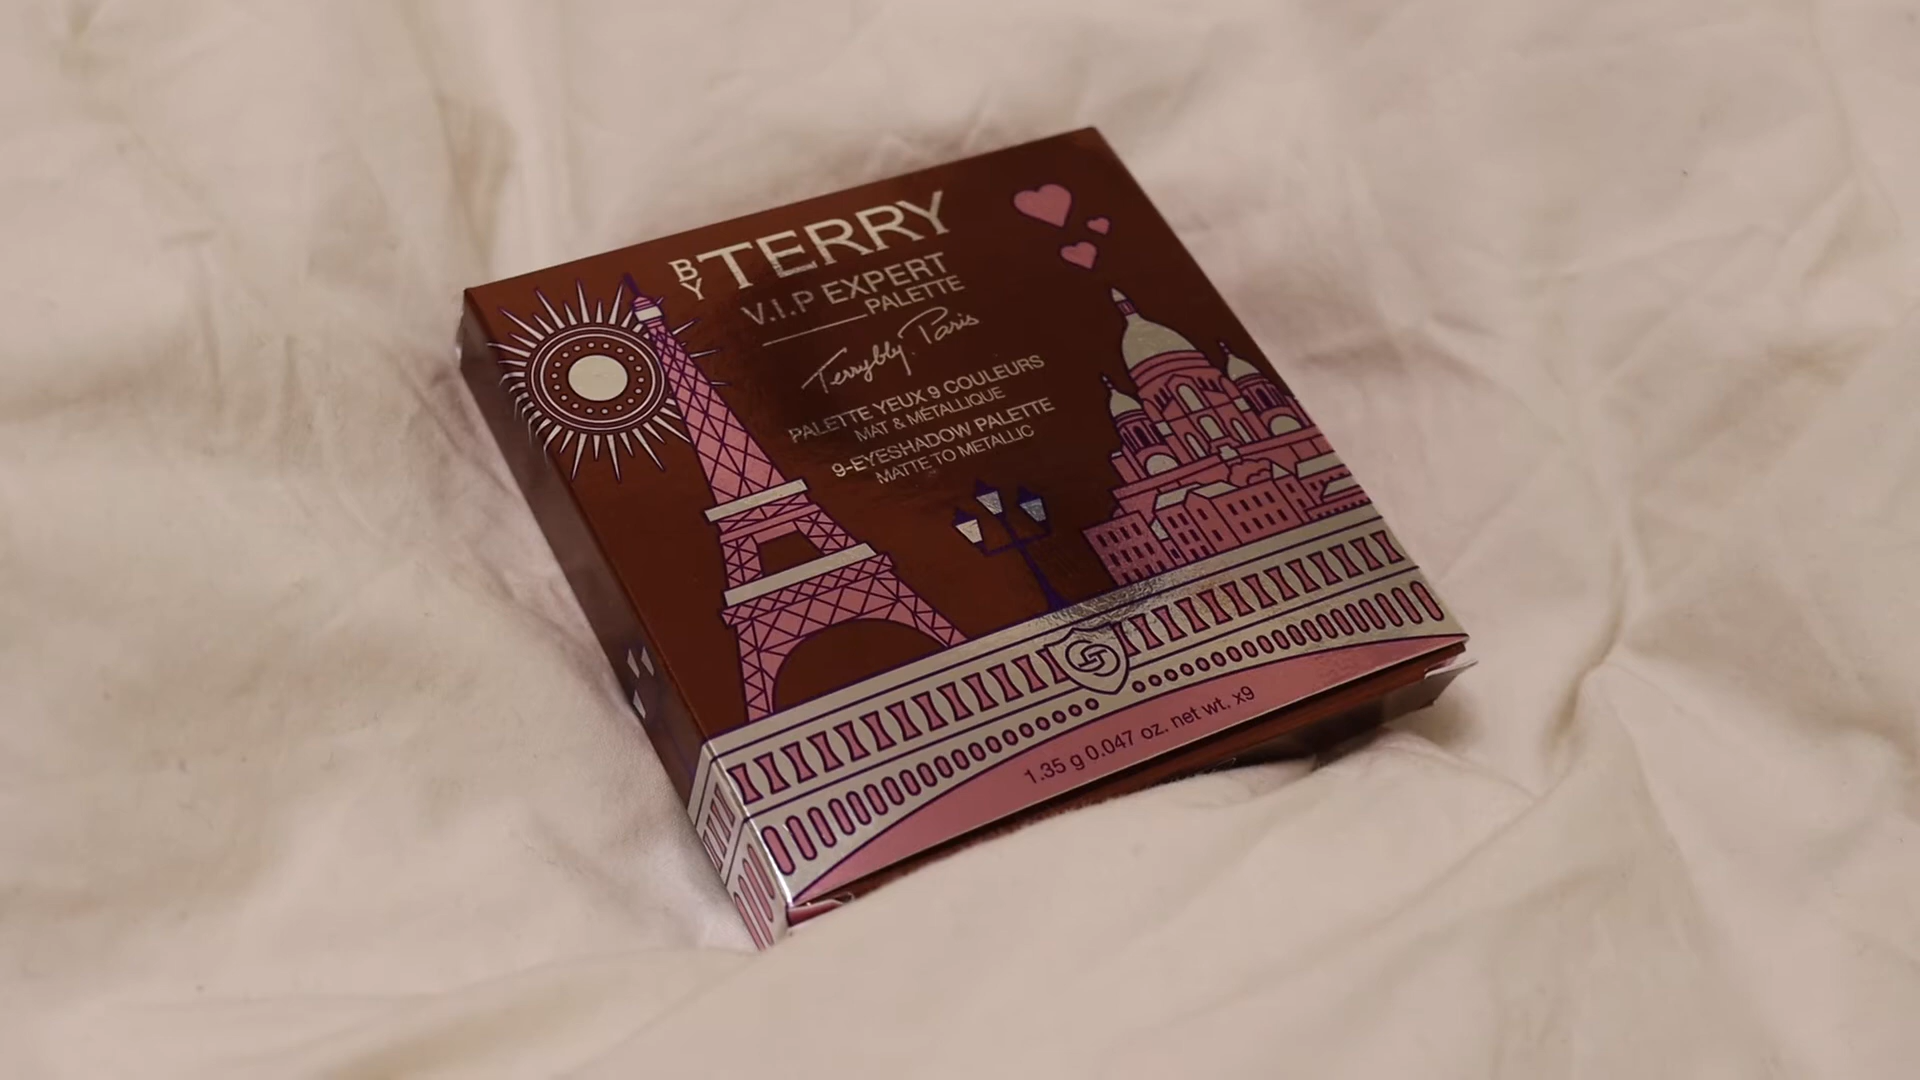 BY TERRY
V.I.P EXPERT
PALETTE
Terrybly Paris
PALETTE YEUX 9 COULEURS
MAT & MÉTALLIQUE
9-EYESHADOW PALETTE
MATTE TO METALLIC
1.35 g 0.047 oz. net wt. x9